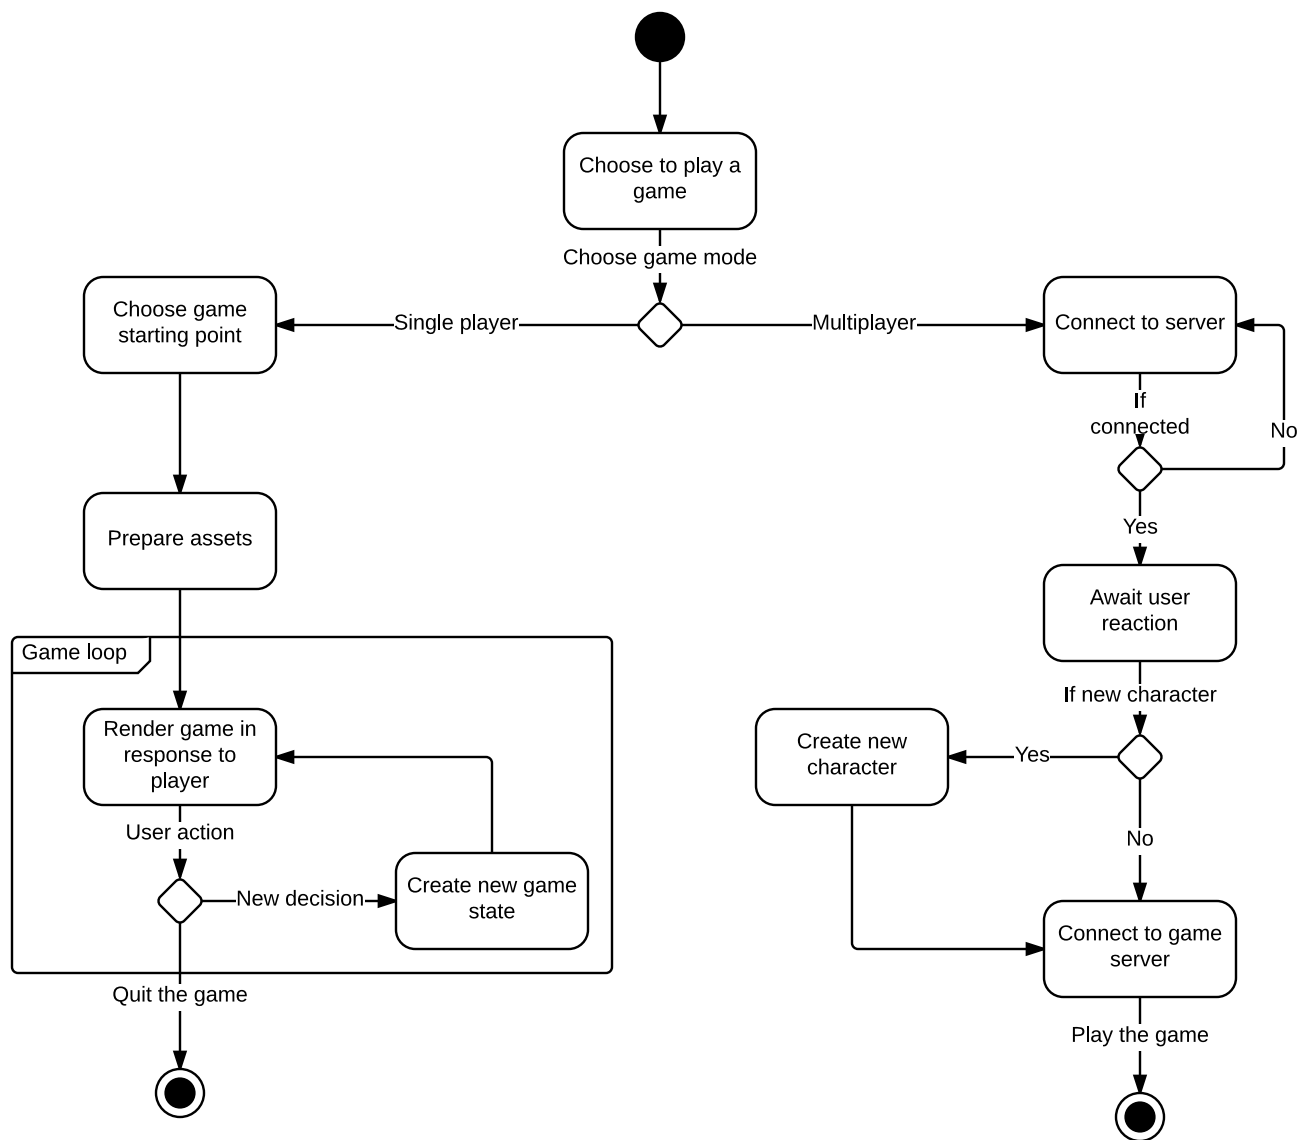 Choose to play a
game
Choose game mode
Choose game
starting point
Single player
Multiplayer
Connect to server
If
connected
No
Yes
Prepare assets
Await user
reaction
Game loop
If new character
Render game in
response to
player
Create new
character
Yes
User action
No
New decision
Create new game
state
Connect to game
server
Quit the game
Play the game